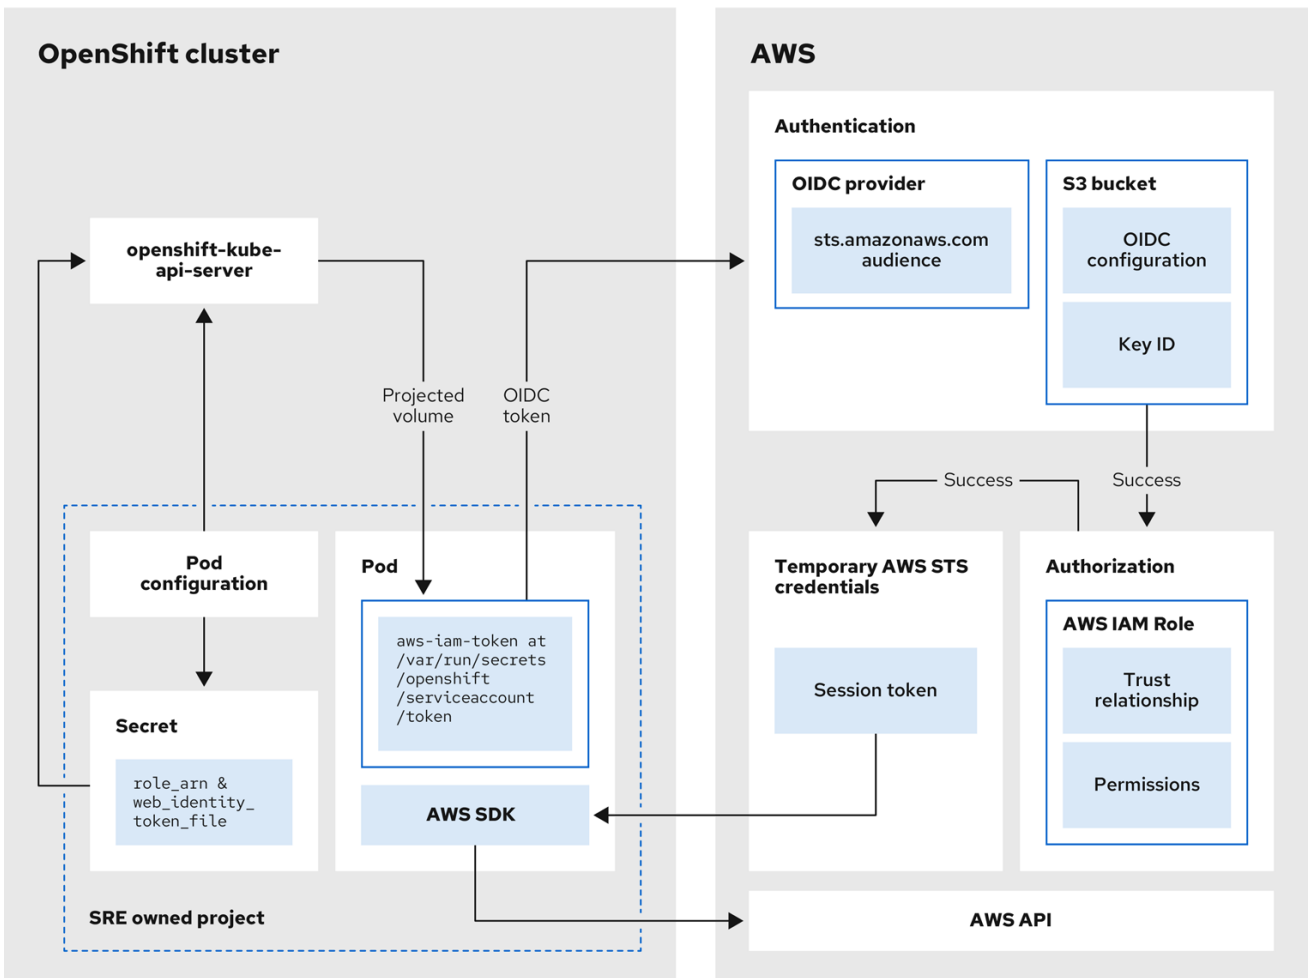 OpenShift cluster
openshift-kube-
api-server
Projected
volume
OIDC
token
Pod
configuration
Secret
role_arn &
web_identity_
token_file
Pod
aws-iam-token at
/var/run/secrets
/openshift
/serviceaccount
/token
AWS SDK
SRE owned project
AWS
Authentication
OIDC provider
sts.amazonaws.com
audience
S3 bucket
OIDC
configuration
Key ID
Success
Success
Temporary AWS STS
credentials
Session token
Authorization
AWS IAM Role
Trust
relationship
Permissions
AWS API